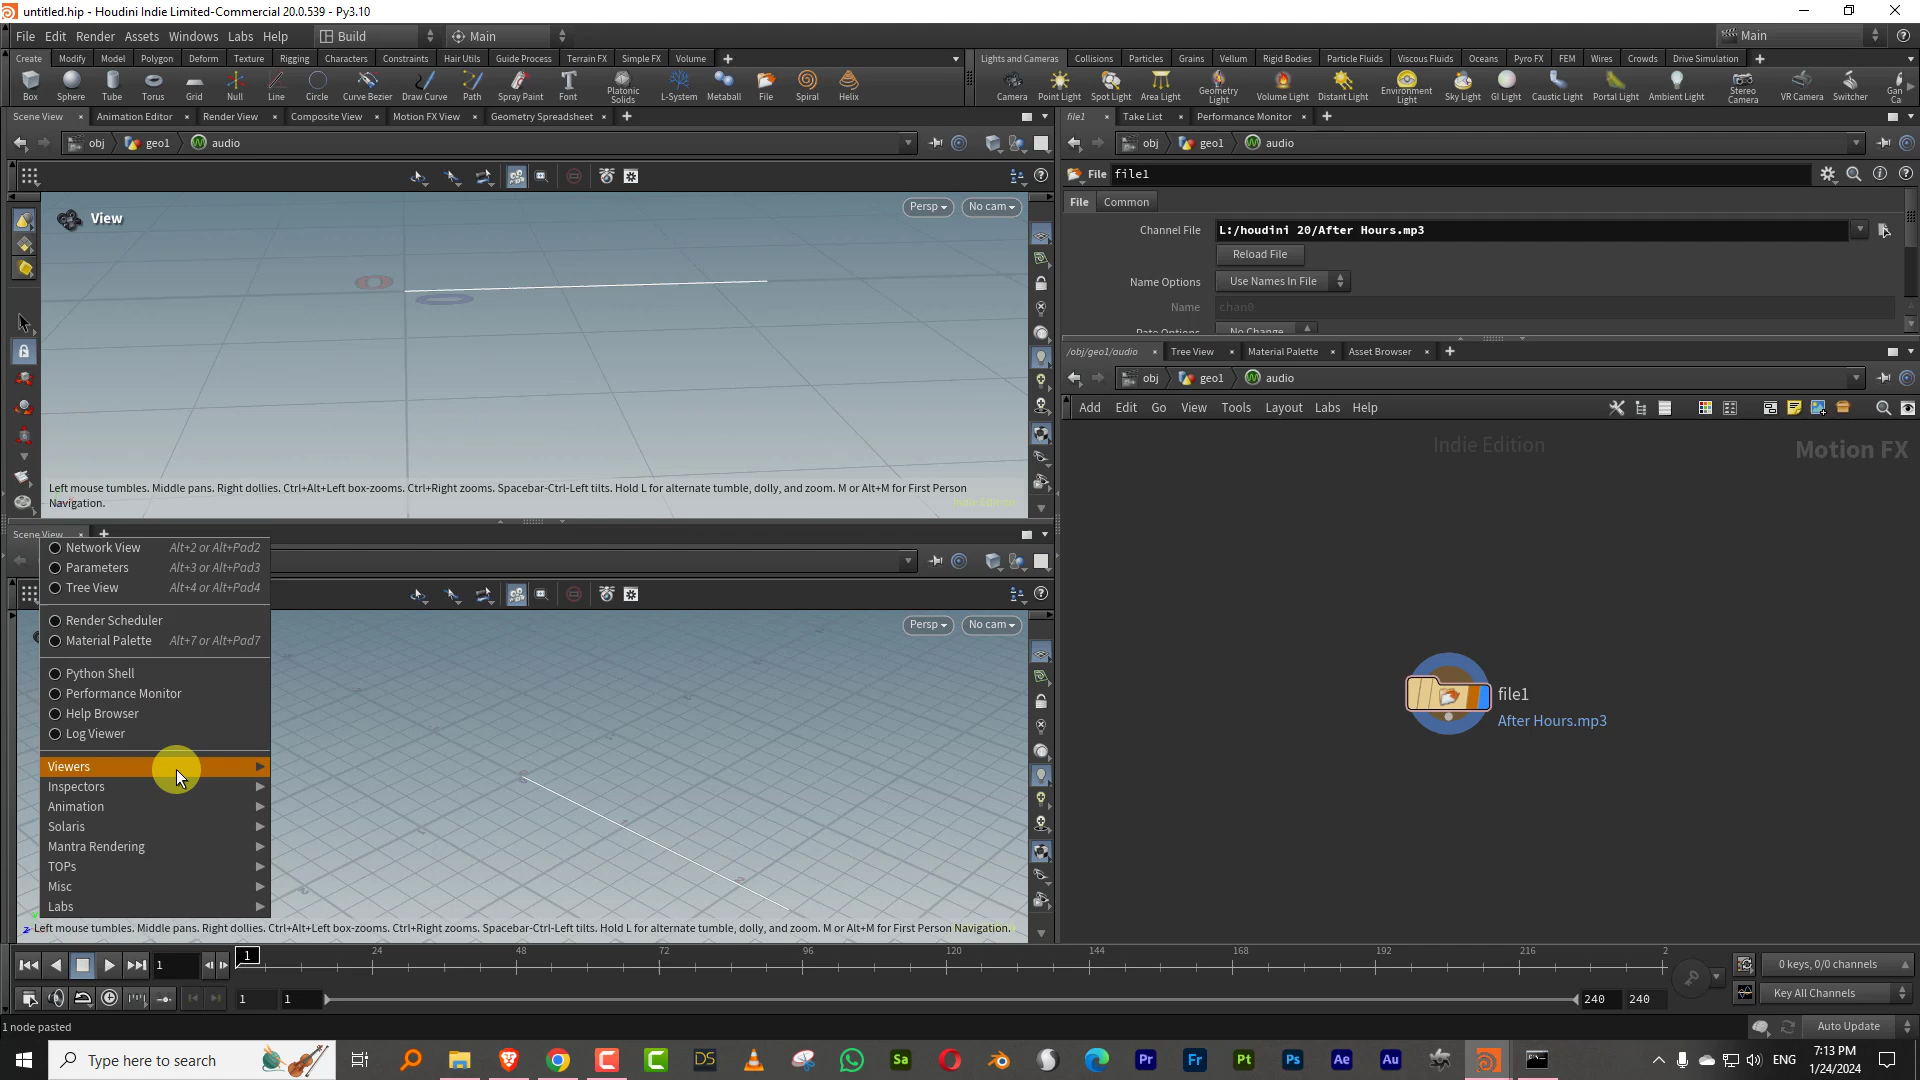 untitled.hip - Houdini Indie Limited-Commercial 20.0.539 - Py3.10
File Edit Render Assets Windows Labs Help Build Main Main
Create Modify Model Polygon Deform Texture Rigging Characters Constraints Hair Utils Guide Process Terrain FX Simple FX Volume
Lights and Cameras Collisions Particles Grains Vellum Rigid Bodies Particle Fluids Viscous Fluids Oceans Pyro FX FEM Wires Crowds Drive Simulation
Box Sphere Tube Torus Grid Null Line Circle Curve Bezier Draw Curve Path Spray Paint Font Platonic Solids L-System Metaball File Spiral Helix
Camera Point Light Spot Light Area Light Geometry Light Volume Light Distant Light Environment Light Sky Light GI Light Caustic Light Portal Light Ambient Light Stereo Camera VR Camera Switcher Gan Ca
Scene View Animation Editor Render View Composite View Motion FX View Geometry Spreadsheet
file1 Take List Performance Monitor
obj geo1 audio
obj geo1 audio
File file1
View
Persp No cam
File Common
Channel File L:/houdini 20/After Hours.mp3
Reload File
Name Options Use Names In File
Name chan0
Rate Options No Change
/obj/geo1/audio Tree View Material Palette Asset Browser
obj geo1 audio
Add Edit Go View Tools Layout Labs Help
Indie Edition Motion FX
Left mouse tumbles. Middle pans. Right dollies. Ctrl+Alt+Left box-zooms. Ctrl+Right zooms. Spacebar-Ctrl-Left tilts. Hold L for alternate tumble, dolly, and zoom. M or Alt+M for First Person
Navigation.
Indie Edition
Scene View
Network View Alt+2 or Alt+Pad2
Parameters Alt+3 or Alt+Pad3
Tree View Alt+4 or Alt+Pad4
Render Scheduler
Material Palette Alt+7 or Alt+Pad7
Python Shell
Performance Monitor
Help Browser
Log Viewer
Viewers
Inspectors
Animation
Solaris
Mantra Rendering
TOPs
Misc
Labs
Persp No cam
file1
After Hours.mp3
z Left mouse tumbles. Middle pans. Right dollies. Ctrl+Alt+Left box-zooms. Ctrl+Right zooms. Spacebar-Ctrl-Left tilts. Hold L for alternate tumble, dolly, and zoom. M or Alt+M for First Person Navigation.
1 1 24 48 72 96 120 144 168 192 216 2
0 keys, 0/0 channels
1 1 240 240
Key All Channels
1 node pasted
Auto Update
Type here to search
DS Sa Pr Fr Pt Ps Ae Au
ENG
7:13 PM
1/24/2024